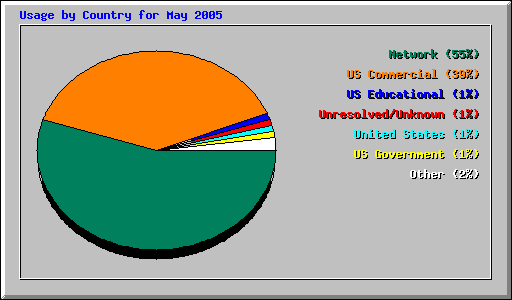 Usage by Country for May 2005
Network (55%)
US Commercial (39%)
US Educational (1%)
Unresolved/Unknown (1%)
United States (1%)
US Government (1%)
Other (2%)